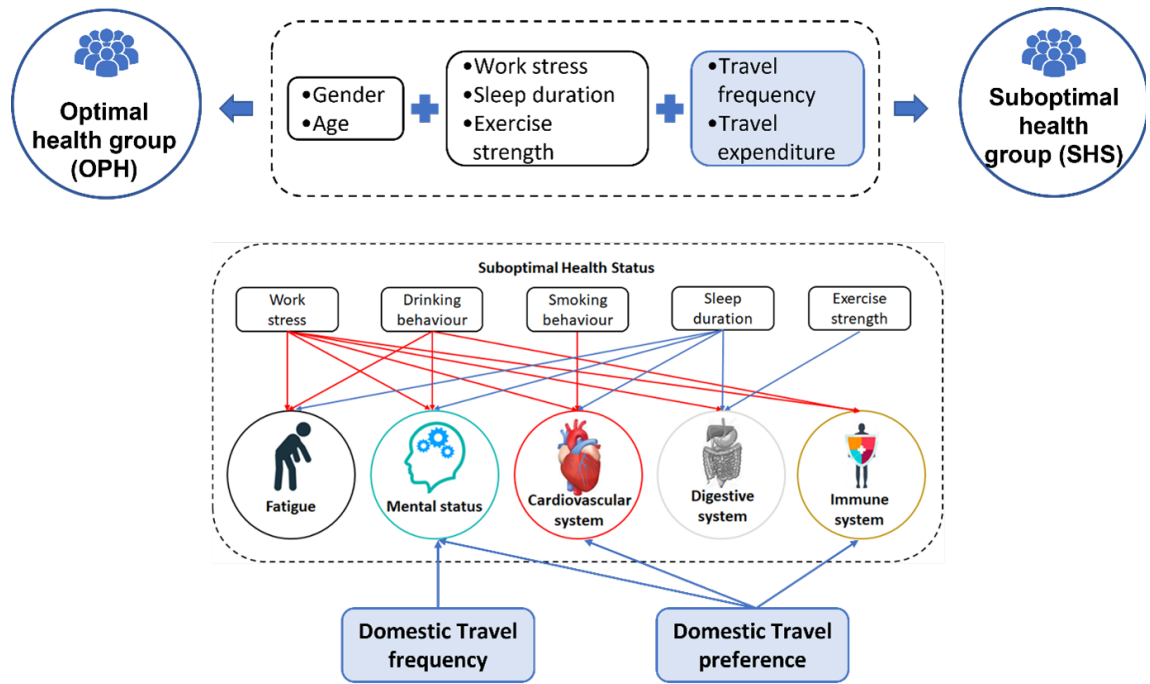 Optimal
health group
(OPH)
•Gender
•Age
•Work stress
•Sleep duration
•Exercise
strength
•Travel
frequency
•Travel
expenditure
Suboptimal
health
group (SHS)
Suboptimal Health Status
Work
stress
Drinking
behaviour
Smoking
behaviour
Sleep
duration
Exercise
strength
Fatigue
Mental status
Cardiovascular
system
Digestive
system
Immune
system
Domestic Travel
frequency
Domestic Travel
preference